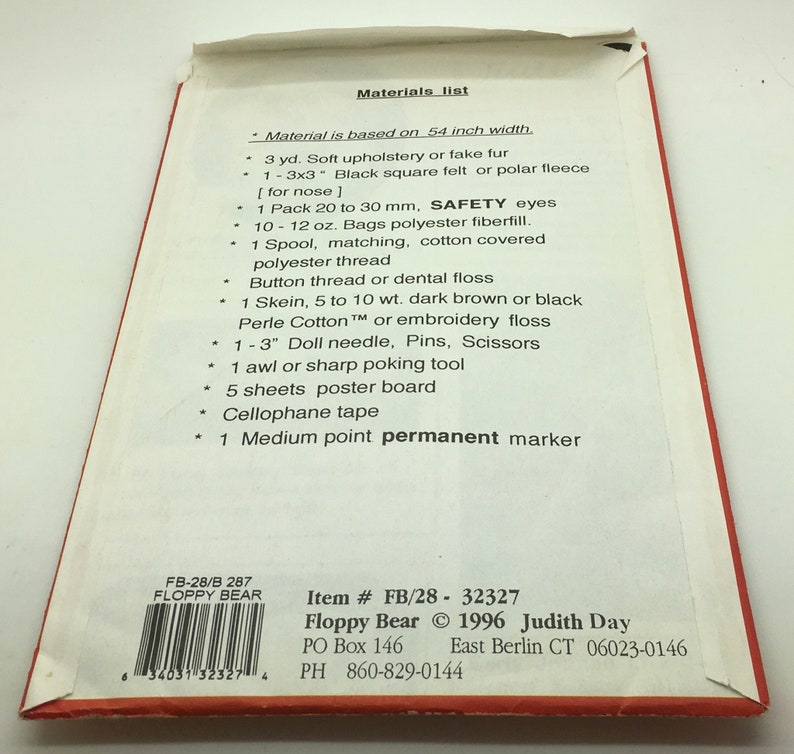 Materials list
* Material is based on 54 inch width.
* 3 yd. Soft upholstery or fake fur
* 1 - 3x3 " Black square felt or polar fleece
[ for nose ]
* 1 Pack 20 to 30 mm, SAFETY eyes
* 10 - 12 oz. Bags polyester fiberfill.
* 1 Spool, matching, cotton covered
polyester thread
* Button thread or dental floss
* 1 Skein, 5 to 10 wt. dark brown or black
Perle Cotton™ or embroidery floss
* 1 - 3" Doll needle, Pins, Scissors
* 1 awl or sharp poking tool
* 5 sheets poster board
* Cellophane tape
* 1 Medium point permanent marker
FB-28/B 287
FLOPPY BEAR
6 34031 32327 4
Item # FB/28 - 32327
Floppy Bear © 1996 Judith Day
PO Box 146 East Berlin CT 06023-0146
PH 860-829-0144